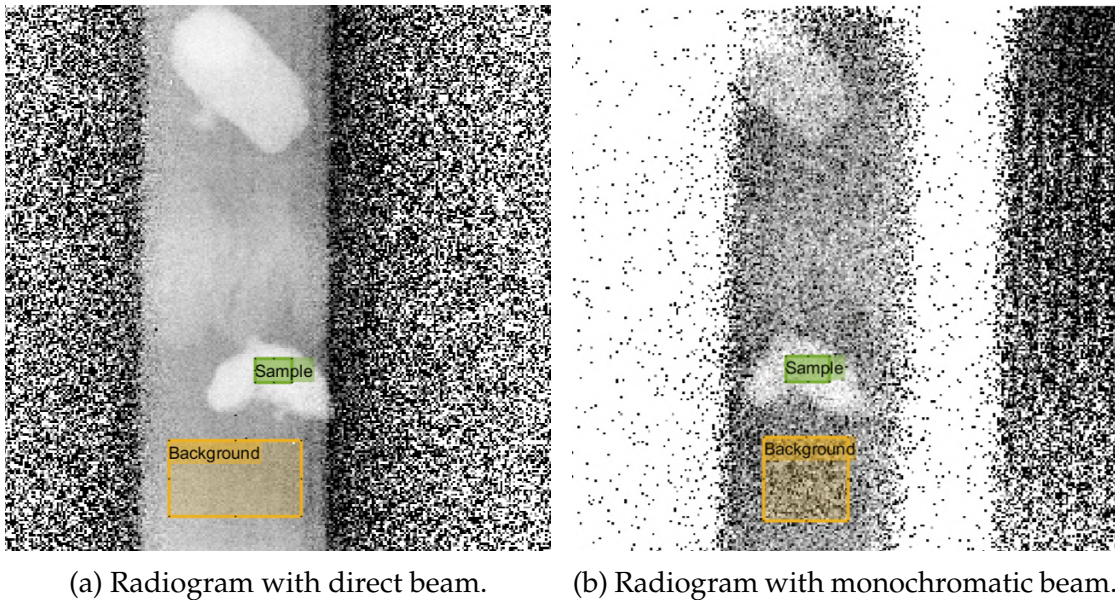 Sample
Background
Sample
Background
(a) Radiogram with direct beam.
(b) Radiogram with monochromatic beam.